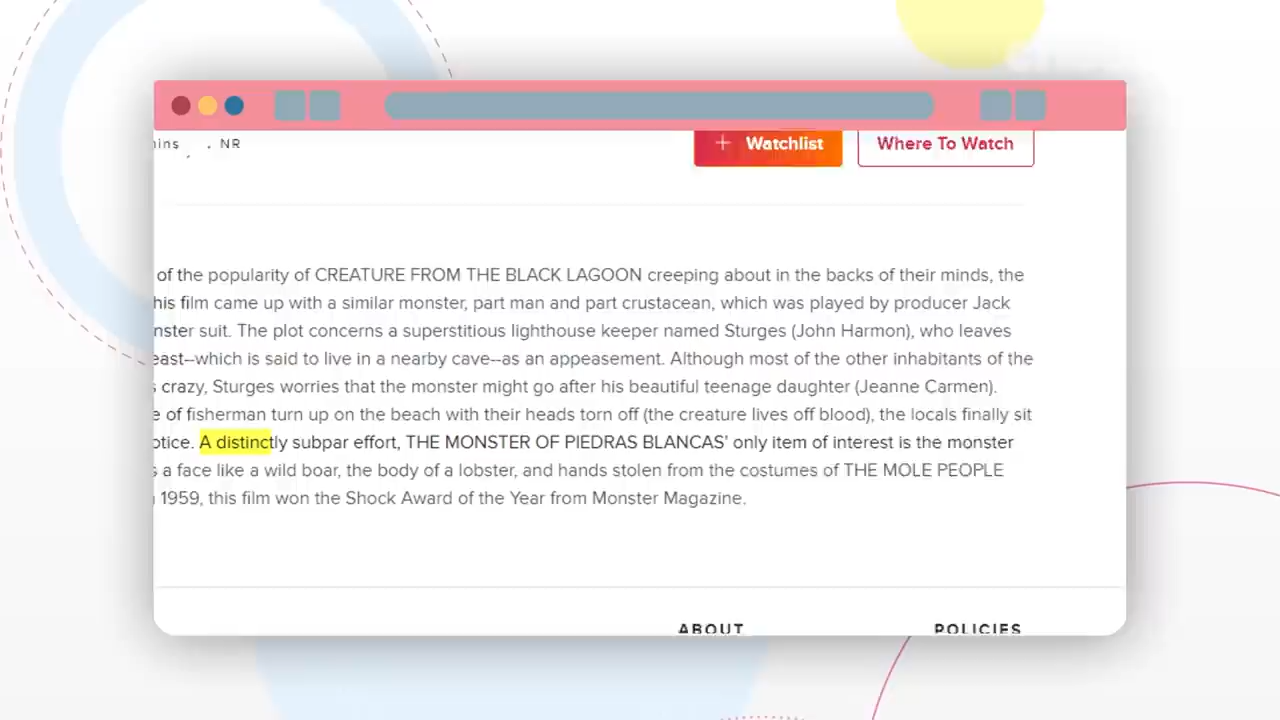 . NR
+ Watchlist
Where To Watch
of the popularity of CREATURE FROM THE BLACK LAGOON creeping about in the backs of their minds, the
his film came up with a similar monster, part man and part crustacean, which was played by producer Jack
nster suit. The plot concerns a superstitious lighthouse keeper named Sturges (John Harmon), who leaves
east--which is said to live in a nearby cave--as an appeasement. Although most of the other inhabitants of the
s crazy, Sturges worries that the monster might go after his beautiful teenage daughter (Jeanne Carmen).
e of fisherman turn up on the beach with their heads torn off (the creature lives off blood), the locals finally sit
otice. A distinctly subpar effort, THE MONSTER OF PIEDRAS BLANCAS' only item of interest is the monster
s a face like a wild boar, the body of a lobster, and hands stolen from the costumes of THE MOLE PEOPLE
1959, this film won the Shock Award of the Year from Monster Magazine.
ABOUT
POLICIES